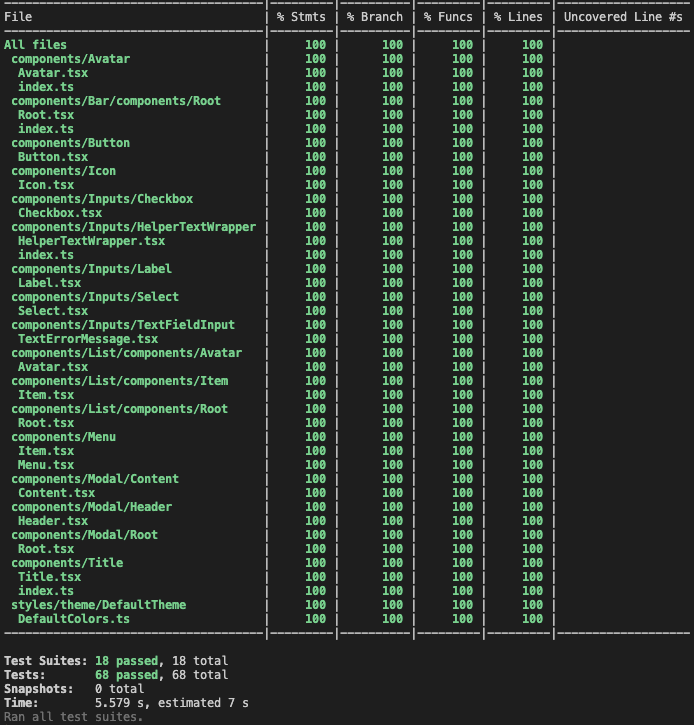 File | % Stmts | % Branch | % Funcs | % Lines | Uncovered Line #s
All files | 100 | 100 | 100 | 100 |
components/Avatar | 100 | 100 | 100 | 100 |
Avatar.tsx | 100 | 100 | 100 | 100 |
index.ts | 100 | 100 | 100 | 100 |
components/Bar/components/Root | 100 | 100 | 100 | 100 |
Root.tsx | 100 | 100 | 100 | 100 |
index.ts | 100 | 100 | 100 | 100 |
components/Button | 100 | 100 | 100 | 100 |
Button.tsx | 100 | 100 | 100 | 100 |
components/Icon | 100 | 100 | 100 | 100 |
Icon.tsx | 100 | 100 | 100 | 100 |
components/Inputs/Checkbox | 100 | 100 | 100 | 100 |
Checkbox.tsx | 100 | 100 | 100 | 100 |
components/Inputs/HelperTextWrapper | 100 | 100 | 100 | 100 |
HelperTextWrapper.tsx | 100 | 100 | 100 | 100 |
index.ts | 100 | 100 | 100 | 100 |
components/Inputs/Label | 100 | 100 | 100 | 100 |
Label.tsx | 100 | 100 | 100 | 100 |
components/Inputs/Select | 100 | 100 | 100 | 100 |
Select.tsx | 100 | 100 | 100 | 100 |
components/Inputs/TextFieldInput | 100 | 100 | 100 | 100 |
TextErrorMessage.tsx | 100 | 100 | 100 | 100 |
components/List/components/Avatar | 100 | 100 | 100 | 100 |
Avatar.tsx | 100 | 100 | 100 | 100 |
components/List/components/Item | 100 | 100 | 100 | 100 |
Item.tsx | 100 | 100 | 100 | 100 |
components/List/components/Root | 100 | 100 | 100 | 100 |
Root.tsx | 100 | 100 | 100 | 100 |
components/Menu | 100 | 100 | 100 | 100 |
Item.tsx | 100 | 100 | 100 | 100 |
Menu.tsx | 100 | 100 | 100 | 100 |
components/Modal/Content | 100 | 100 | 100 | 100 |
Content.tsx | 100 | 100 | 100 | 100 |
components/Modal/Header | 100 | 100 | 100 | 100 |
Header.tsx | 100 | 100 | 100 | 100 |
components/Modal/Root | 100 | 100 | 100 | 100 |
Root.tsx | 100 | 100 | 100 | 100 |
components/Title | 100 | 100 | 100 | 100 |
Title.tsx | 100 | 100 | 100 | 100 |
index.ts | 100 | 100 | 100 | 100 |
styles/theme/DefaultTheme | 100 | 100 | 100 | 100 |
DefaultColors.ts | 100 | 100 | 100 | 100 |
Test Suites: 18 passed, 18 total
Tests: 68 passed, 68 total
Snapshots: 0 total
Time: 5.579 s, estimated 7 s
Ran all test suites.